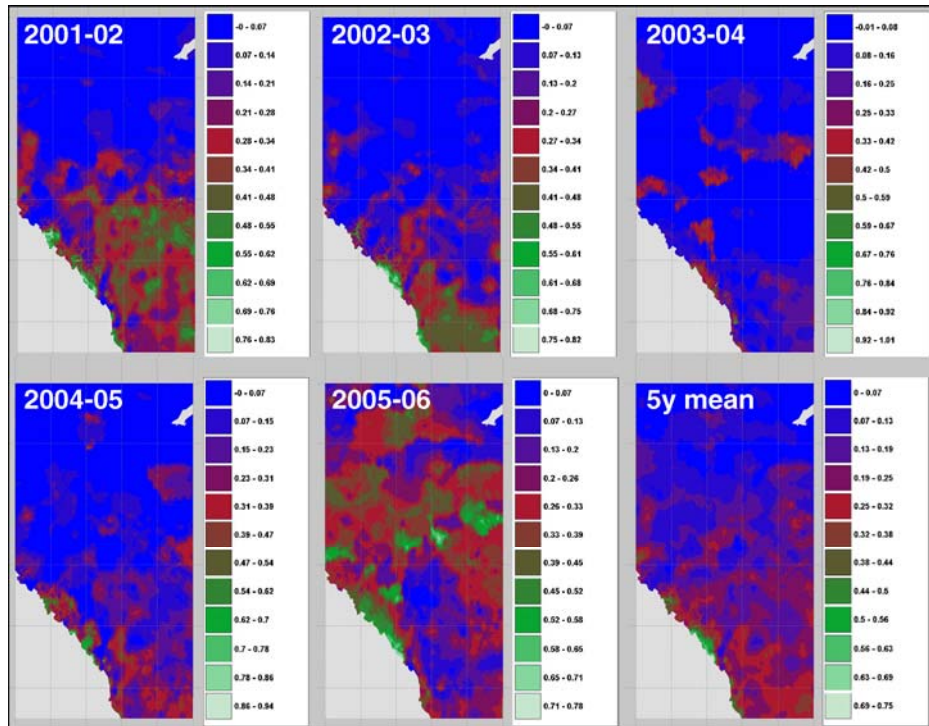 2001-02
-0 - 0.07
0.07 - 0.14
0.14 - 0.21
0.21 - 0.28
0.28 - 0.34
0.34 - 0.41
0.41 - 0.48
0.48 - 0.55
0.55 - 0.62
0.62 - 0.69
0.69 - 0.76
0.76 - 0.83
2002-03
-0 - 0.07
0.07 - 0.13
0.13 - 0.2
0.2 - 0.27
0.27 - 0.34
0.34 - 0.41
0.41 - 0.48
0.48 - 0.55
0.55 - 0.61
0.61 - 0.68
0.68 - 0.75
0.75 - 0.82
2003-04
-0.01 - 0.08
0.08 - 0.16
0.16 - 0.25
0.25 - 0.33
0.33 - 0.42
0.42 - 0.5
0.5 - 0.59
0.59 - 0.67
0.67 - 0.76
0.76 - 0.84
0.84 - 0.92
0.92 - 1.01
2004-05
-0 - 0.07
0.07 - 0.15
0.15 - 0.23
0.23 - 0.31
0.31 - 0.39
0.39 - 0.47
0.47 - 0.54
0.54 - 0.62
0.62 - 0.7
0.7 - 0.78
0.78 - 0.86
0.86 - 0.94
2005-06
0 - 0.07
0.07 - 0.13
0.13 - 0.2
0.2 - 0.26
0.26 - 0.33
0.33 - 0.39
0.39 - 0.45
0.45 - 0.52
0.52 - 0.58
0.58 - 0.65
0.65 - 0.71
0.71 - 0.78
5y mean
0 - 0.07
0.07 - 0.13
0.13 - 0.19
0.19 - 0.25
0.25 - 0.32
0.32 - 0.38
0.38 - 0.44
0.44 - 0.5
0.5 - 0.56
0.56 - 0.63
0.63 - 0.69
0.69 - 0.75